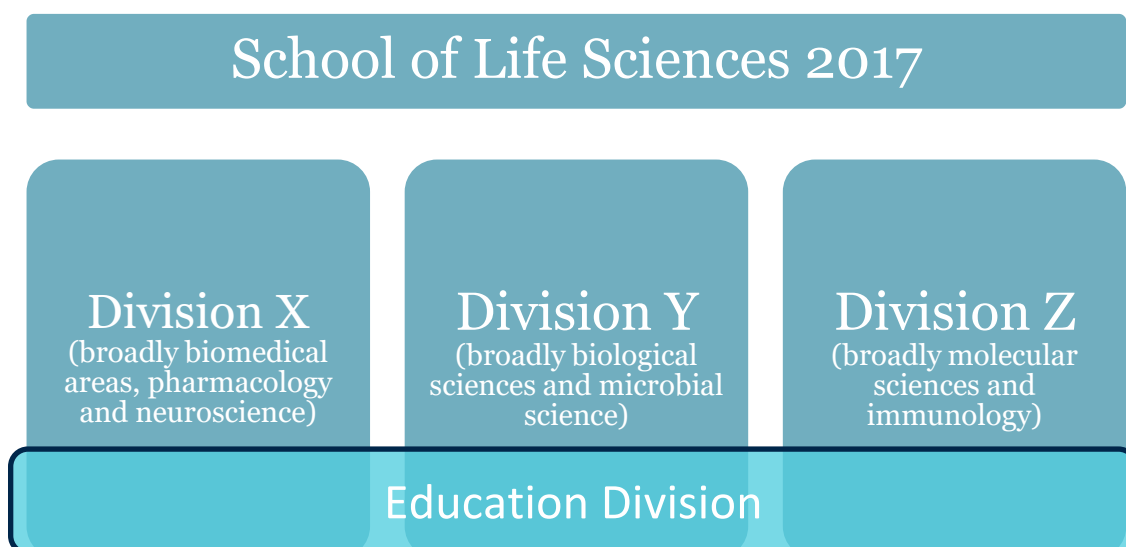 School of Life Sciences 2017
Division X
(broadly biomedical
areas, pharmacology
and neuroscience)
Division Y
(broadly biological
sciences and microbial
science)
Division Z
(broadly molecular
sciences and
immunology)
Education Division